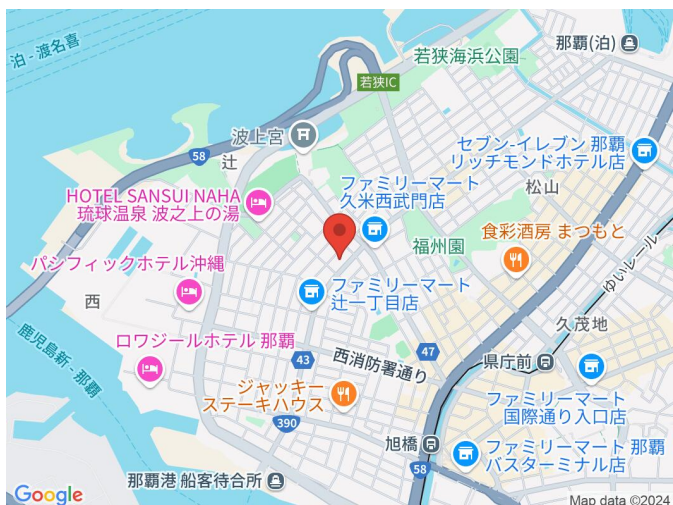 泊 - 渡名喜
若狭海浜公園
那覇(泊)
若狭IC
波上宮
58
辻
セブン-イレブン 那覇
リッチモンドホテル店
HOTEL SANSUI NAHA
琉球温泉 波之上の湯
ファミリーマート
久米西武門店
松山
福州園
食彩酒房 まつもと
ゆいレール
パシフィックホテル沖縄
西
ファミリーマート
辻一丁目店
久茂地
鹿児島新 - 那覇
ロワジールホテル 那覇
43
西消防署通り
47
県庁前
ジャッキー
ステーキハウス
ファミリーマート
国際通り入口店
390
旭橋
58
ファミリーマート 那覇
バスターミナル店
那覇港 船客待合所
Google
Map data ©2024